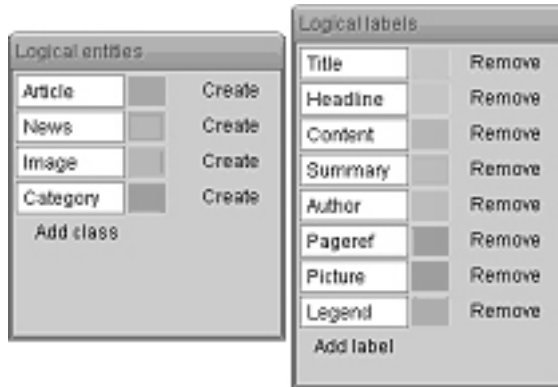 Logical entities
Article Create
News Create
Image Create
Category Create
Add class
Logical labels
Title Remove
Headline Remove
Content Remove
Summary Remove
Author Remove
Pageref Remove
Picture Remove
Legend Remove
Add label